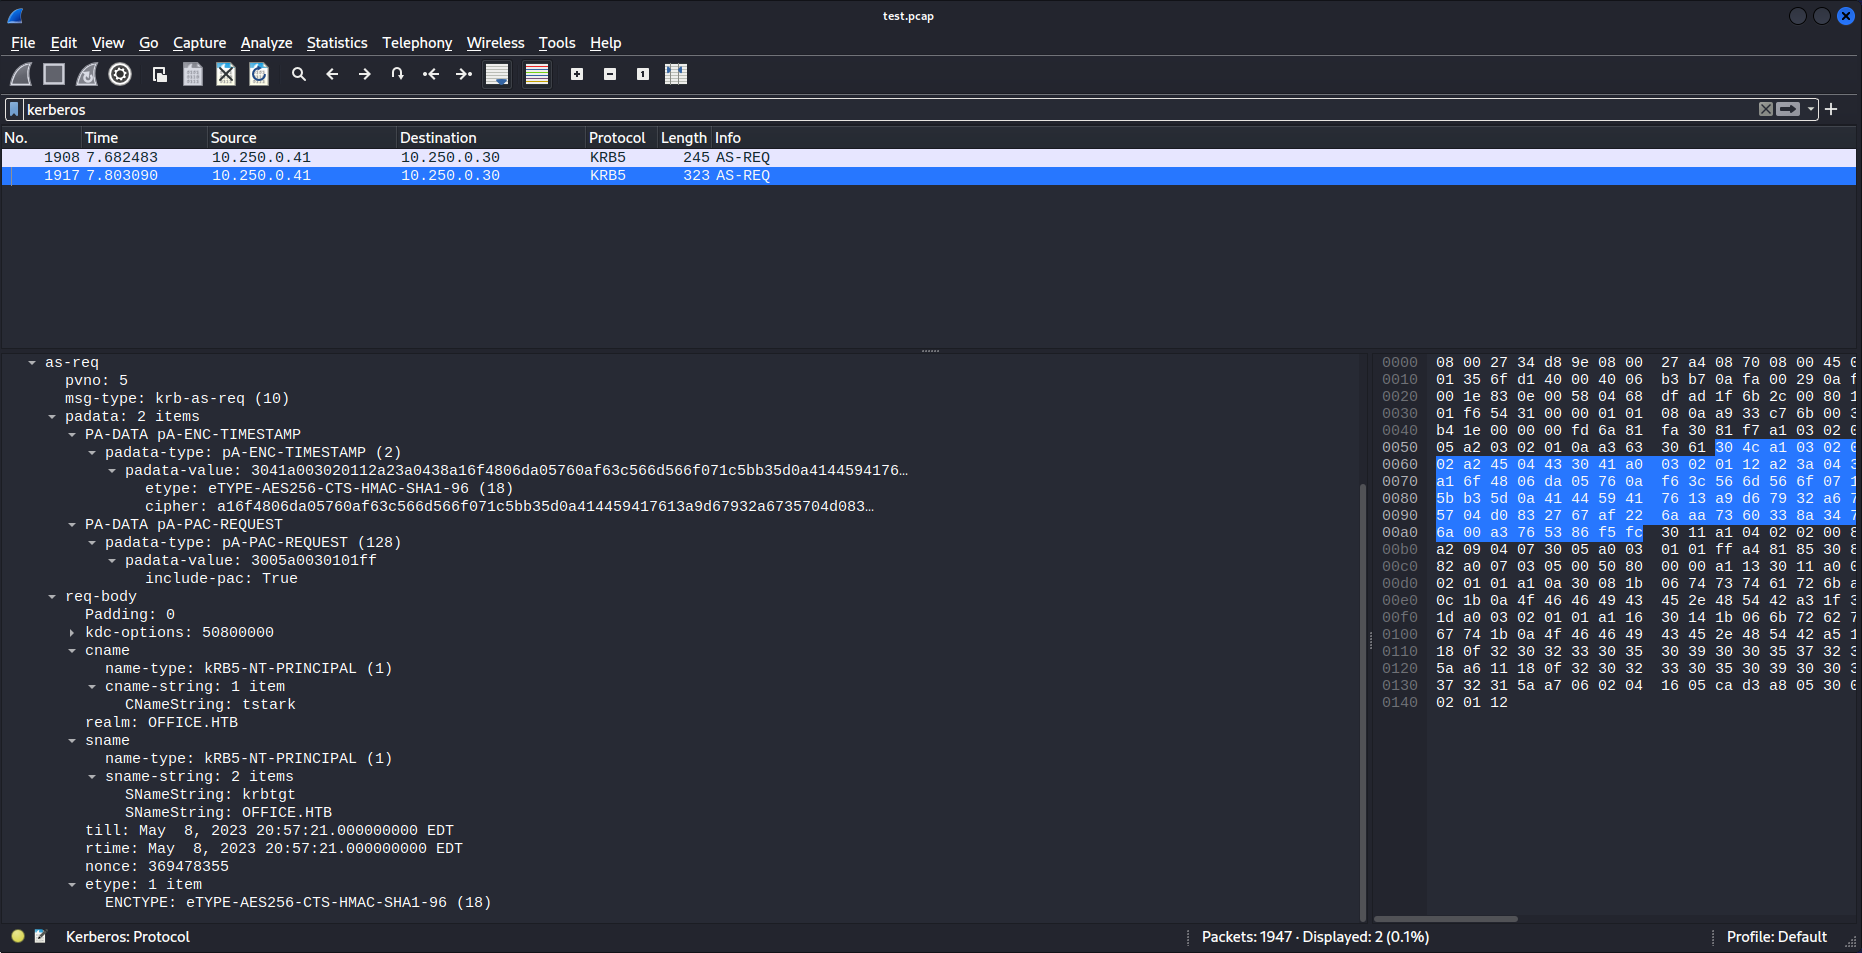 test.pcap
File Edit View Go Capture Analyze Statistics Telephony Wireless Tools Help
kerberos
No. Time Source Destination Protocol Length Info
1908 7.682483 10.250.0.41 10.250.0.30 KRB5 245 AS-REQ
1917 7.803090 10.250.0.41 10.250.0.30 KRB5 323 AS-REQ
as-req
pvno: 5
msg-type: krb-as-req (10)
padata: 2 items
PA-DATA pA-ENC-TIMESTAMP
padata-type: pA-ENC-TIMESTAMP (2)
padata-value: 3041a003020112a23a0438a16f4806da05760af63c566d566f071c5bb35d0a4144594176…
etype: eTYPE-AES256-CTS-HMAC-SHA1-96 (18)
cipher: a16f4806da05760af63c566d566f071c5bb35d0a414459417613a9d67932a6735704d083…
PA-DATA pA-PAC-REQUEST
padata-type: pA-PAC-REQUEST (128)
padata-value: 3005a0030101ff
include-pac: True
req-body
Padding: 0
kdc-options: 50800000
cname
name-type: kRB5-NT-PRINCIPAL (1)
cname-string: 1 item
CNameString: tstark
realm: OFFICE.HTB
sname
name-type: kRB5-NT-PRINCIPAL (1)
sname-string: 2 items
SNameString: krbtgt
SNameString: OFFICE.HTB
till: May  8, 2023 20:57:21.000000000 EDT
rtime: May  8, 2023 20:57:21.000000000 EDT
nonce: 369478355
etype: 1 item
ENCTYPE: eTYPE-AES256-CTS-HMAC-SHA1-96 (18)
0000 08 00 27 34 d8 9e 08 00 27 a4 08 70 08 00 45
0010 01 35 6f d1 40 00 40 06 b3 b7 0a fa 00 29 0a
0020 00 1e 83 0e 00 58 04 68 df ad 1f 6b 2c 00 80
0030 01 f6 54 31 00 00 01 01 08 0a a9 33 c7 6b 00
0040 b4 1e 00 00 00 fd 6a 81 fa 30 81 f7 a1 03 02
0050 05 a2 03 02 01 0a a3 63 30 61 30 4c a1 03 02
0060 02 a2 45 04 43 30 41 a0 03 02 01 12 a2 3a 04
0070 a1 6f 48 06 da 05 76 0a f6 3c 56 6d 56 6f 07
0080 5b b3 5d 0a 41 44 59 41 76 13 a9 d6 79 32 a6
0090 57 04 d0 83 27 67 af 22 6a aa 73 60 33 8a 34
00a0 6a 00 a3 76 53 86 f5 fc 30 11 a1 04 02 02 00
00b0 a2 09 04 07 30 05 a0 03 01 01 ff a4 81 85 30
00c0 82 a0 07 03 05 00 50 80 00 00 a1 13 30 11 a0
00d0 02 01 01 a1 0a 30 08 1b 06 74 73 74 61 72 6b
00e0 0c 1b 0a 4f 46 46 49 43 45 2e 48 54 42 a3 1f
00f0 1d a0 03 02 01 01 a1 16 30 14 1b 06 6b 72 62
0100 67 74 1b 0a 4f 46 46 49 43 45 2e 48 54 42 a5
0110 18 0f 32 30 32 33 30 35 30 39 30 30 35 37 32
0120 5a a6 11 18 0f 32 30 32 33 30 35 30 39 30 30
0130 37 32 31 5a a7 06 02 04 16 05 ca d3 a8 05 30
0140 02 01 12
Kerberos: Protocol
Packets: 1947 · Displayed: 2 (0.1%)
Profile: Default